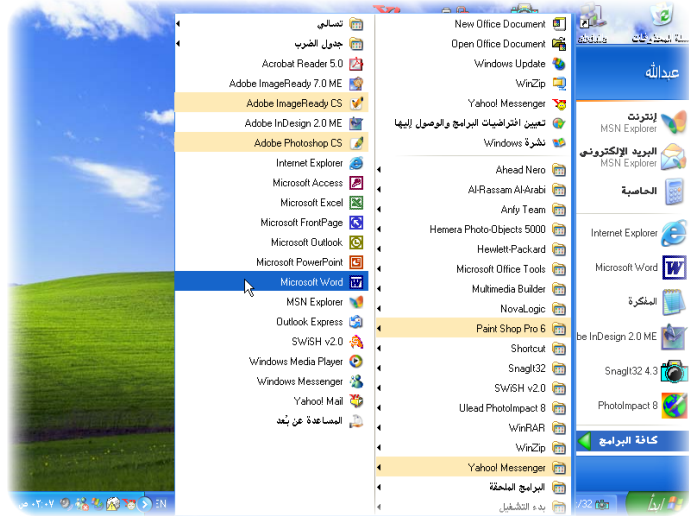 عبدالله
إنترنت
MSN Explorer
البريد الإلكتروني
MSN Explorer
الحاسبة
Internet Explorer
Microsoft Word
المفكرة
be InDesign 2.0 ME
SnagIt32 4.3
PhotoImpact 8
كافة البرامج
New Office Document
Open Office Document
Windows Update
WinZip
Yahoo! Messenger
تعيين افتراضيات البرامج والوصول إليها
نشرة Windows
Ahead Nero
Al-Rassam Al-Arabi
Anfy Team
Hemera Photo-Objects 5000
Hewlett-Packard
Microsoft Office Tools
Multimedia Builder
NovaLogic
Paint Shop Pro 6
Shortcut
SnagIt32
SWiSH v2.0
Ulead PhotoImpact 8
WinRAR
WinZip
Yahoo! Messenger
البرامج الملحقة
بدء التشغيل
تسالي
جدول الضرب
Acrobat Reader 5.0
Adobe ImageReady 7.0 ME
Adobe ImageReady CS
Adobe InDesign 2.0 ME
Adobe Photoshop CS
Internet Explorer
Microsoft Access
Microsoft Excel
Microsoft FrontPage
Microsoft Outlook
Microsoft PowerPoint
Microsoft Word
MSN Explorer
Outlook Express
SWiSH v2.0
Windows Media Player
Windows Messenger
Yahoo! Mail
المساعدة عن بُعد
ابدأ
/32
EN
٠٣:٠٧ ص